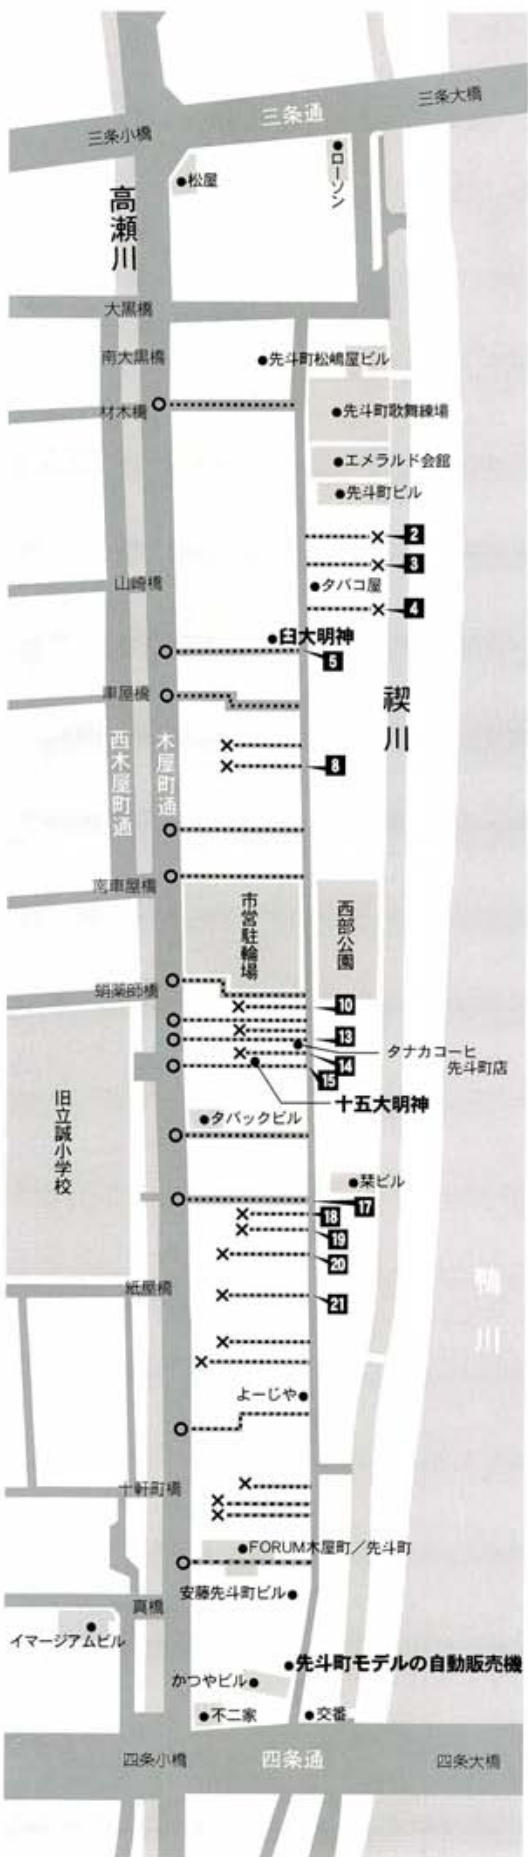 三条大橋
三条通
三条小橋
●松屋
●ローソン
高瀬川
大黒橋
南大黒橋
●先斗町松嶋屋ビル
材木橋
●先斗町歌舞練場
●エメラルド会館
●先斗町ビル
2
3
山崎橋
●タバコ屋
4
●臼大明神
5
車屋橋
禊川
西木屋町通
木屋町通
8
南車屋橋
市営駐輪場
西部公園
蛸薬師橋
10
13
タナカコーヒ
先斗町店
14
15
十五大明神
旧立誠小学校
●タバックビル
●栞ビル
17
18
19
20
紙屋橋
21
鴨川
よーじや●
十軒町橋
●FORUM木屋町／先斗町
安藤先斗町ビル●
真橋
イマージアムビル
●先斗町モデルの自動販売機
かつやビル●
●不二家
●交番
四条小橋
四条通
四条大橋